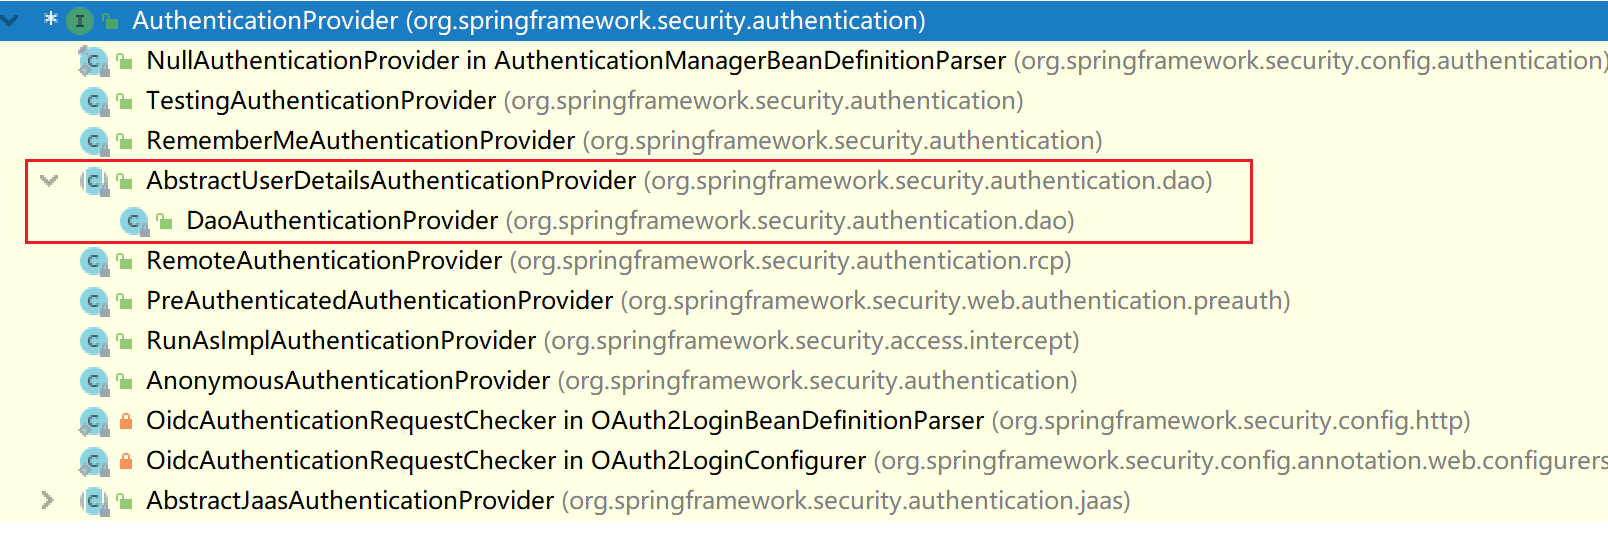 * I AuthenticationProvider (org.springframework.security.authentication)
C NullAuthenticationProvider in AuthenticationManagerBeanDefinitionParser (org.springframework.security.config.authentication)
C TestingAuthenticationProvider (org.springframework.security.authentication)
C RememberMeAuthenticationProvider (org.springframework.security.authentication)
C AbstractUserDetailsAuthenticationProvider (org.springframework.security.authentication.dao)
C DaoAuthenticationProvider (org.springframework.security.authentication.dao)
C RemoteAuthenticationProvider (org.springframework.security.authentication.rcp)
C PreAuthenticatedAuthenticationProvider (org.springframework.security.web.authentication.preauth)
C RunAsImplAuthenticationProvider (org.springframework.security.access.intercept)
C AnonymousAuthenticationProvider (org.springframework.security.authentication)
C OidcAuthenticationRequestChecker in OAuth2LoginBeanDefinitionParser (org.springframework.security.config.http)
C OidcAuthenticationRequestChecker in OAuth2LoginConfigurer (org.springframework.security.config.annotation.web.configurers
C AbstractJaasAuthenticationProvider (org.springframework.security.authentication.jaas)